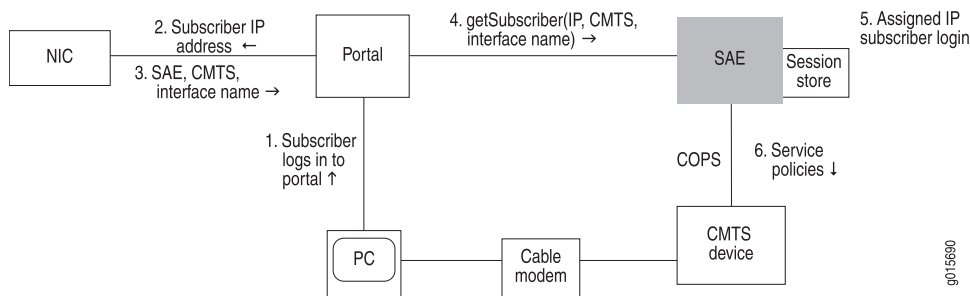 2. Subscriber IP
address ←
4. getSubscriber(IP, CMTS,
interface name) →
5. Assigned IP
subscriber login
NIC
Portal
SAE
Session
store
3. SAE, CMTS,
interface name →
1. Subscriber
logs in to
portal ↑
COPS
6. Service
policies ↓
PC
Cable
modem
CMTS
device
g015690